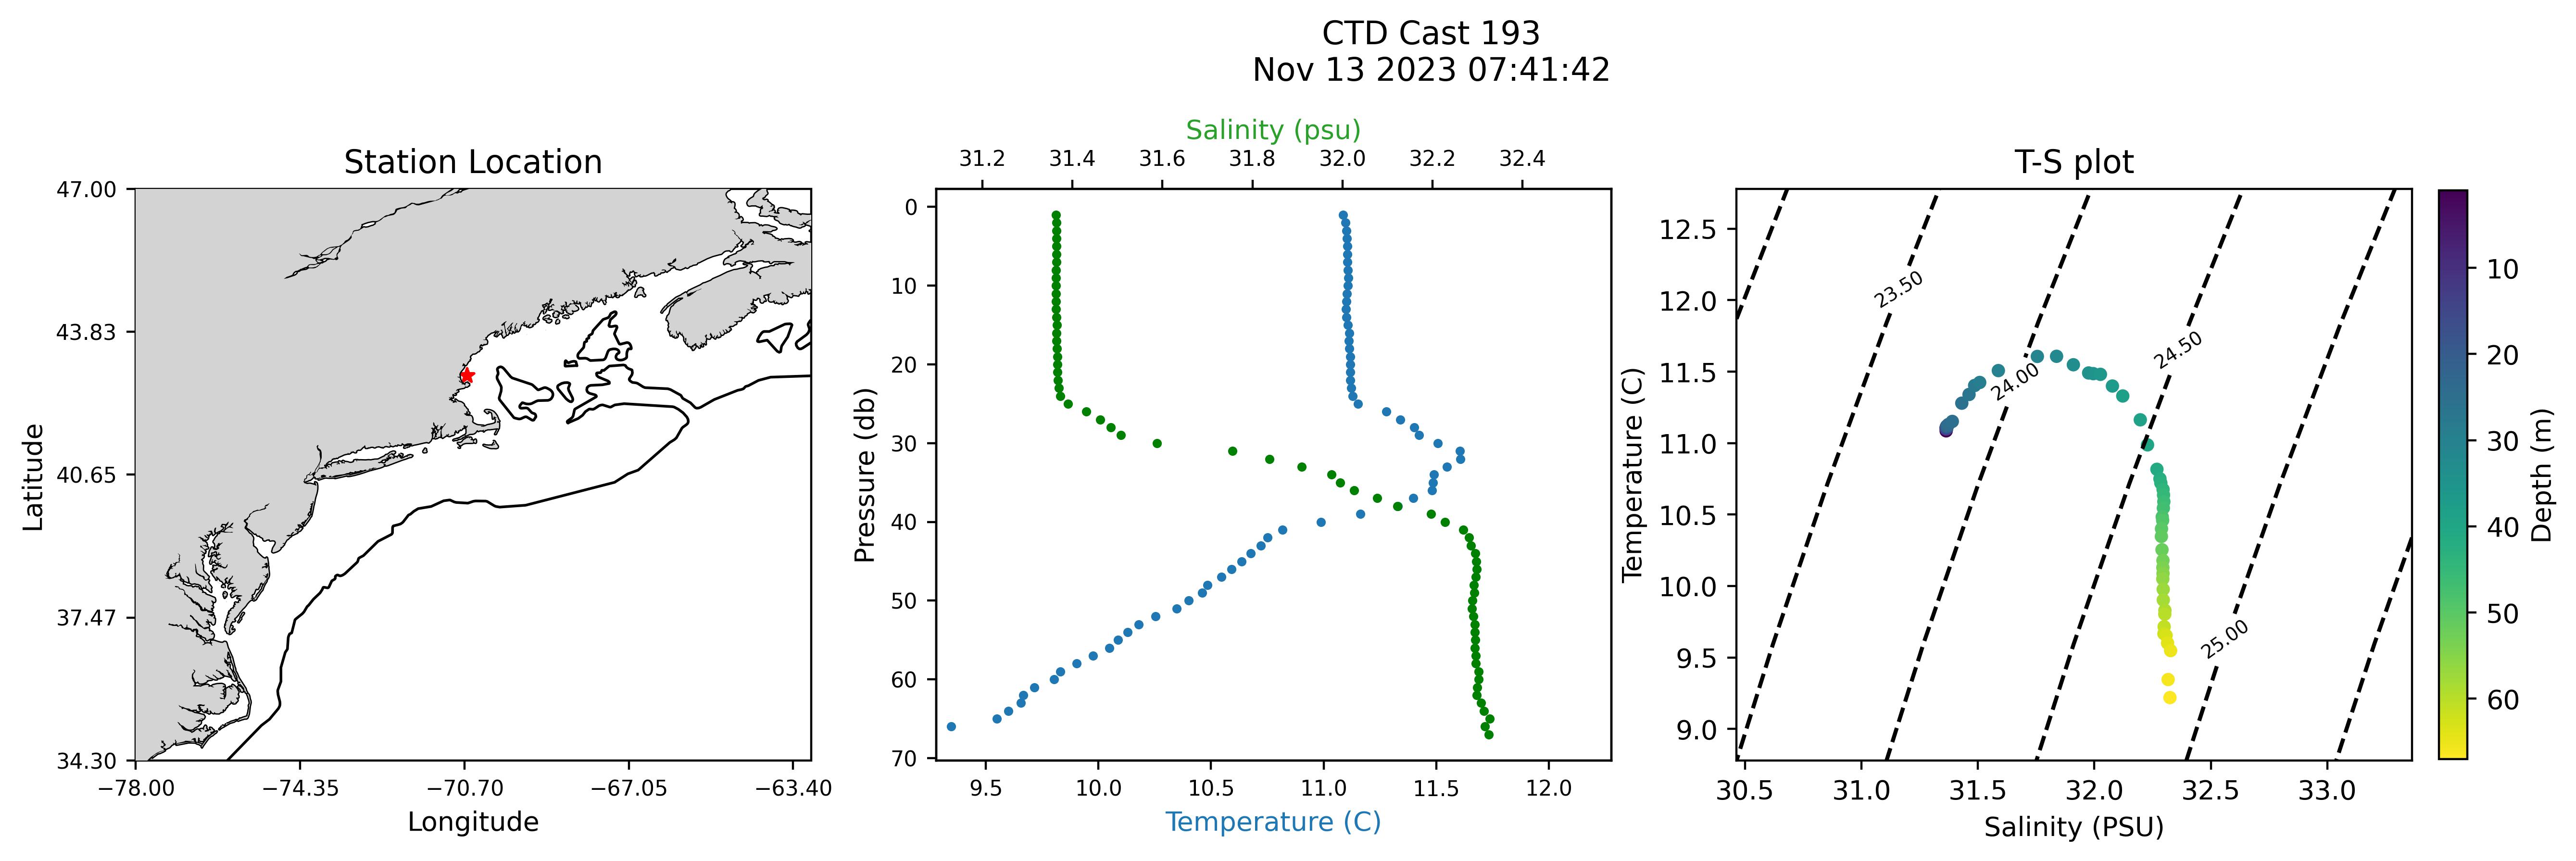 CTD Cast 193
Nov 13 2023 07:41:42
Station Location
47.00
43.83
40.65
37.47
34.30
Latitude
−78.00 −74.35 −70.70 −67.05 −63.40
Longitude
Salinity (psu)
31.2 31.4 31.6 31.8 32.0 32.2 32.4
0
10
20
30
40
50
60
70
Pressure (db)
9.5 10.0 10.5 11.0 11.5 12.0
Temperature (C)
T-S plot
12.5
12.0
11.5
11.0
10.5
10.0
9.5
9.0
Temperature (C)
23.50
24.00
24.50
25.00
30.5 31.0 31.5 32.0 32.5 33.0
Salinity (PSU)
10
20
30
40
50
60
Depth (m)